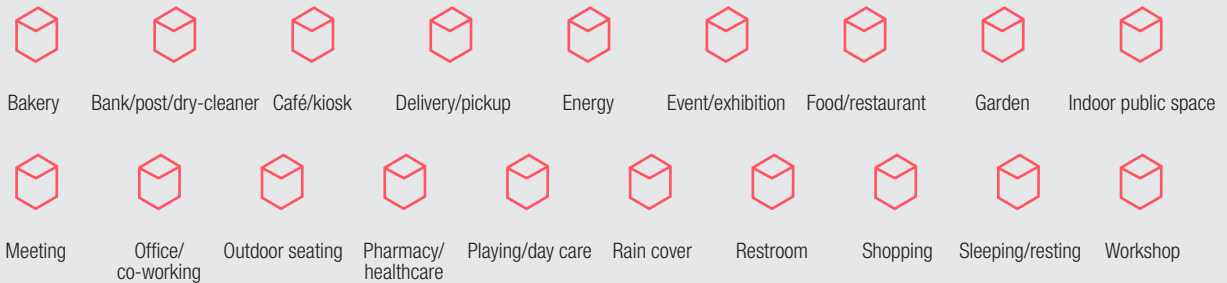 Bakery
Bank/post/dry-cleaner
Café/kiosk
Delivery/pickup
Energy
Event/exhibition
Food/restaurant
Garden
Indoor public space
Meeting
Office/
co-working
Outdoor seating
Pharmacy/
healthcare
Playing/day care
Rain cover
Restroom
Shopping
Sleeping/resting
Workshop